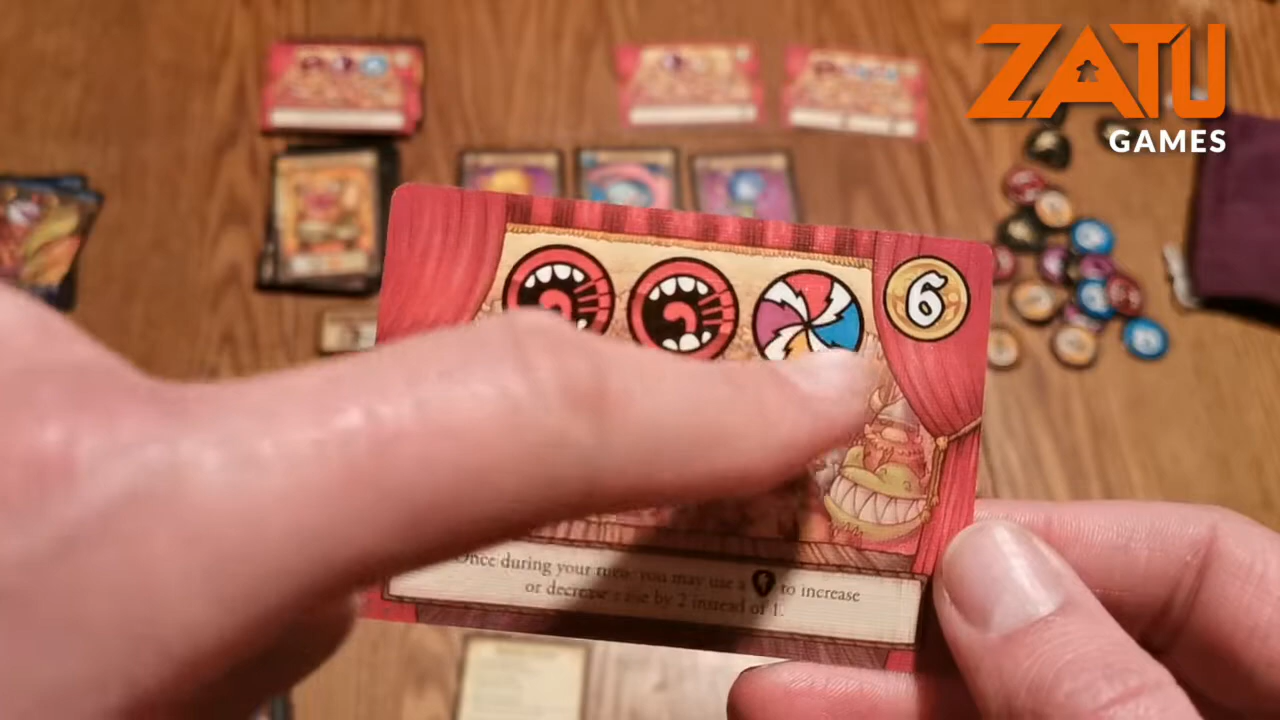 ZATU
GAMES
6
Once during your turn, you may use a to increase
or decrease a die by 2 instead of 1.